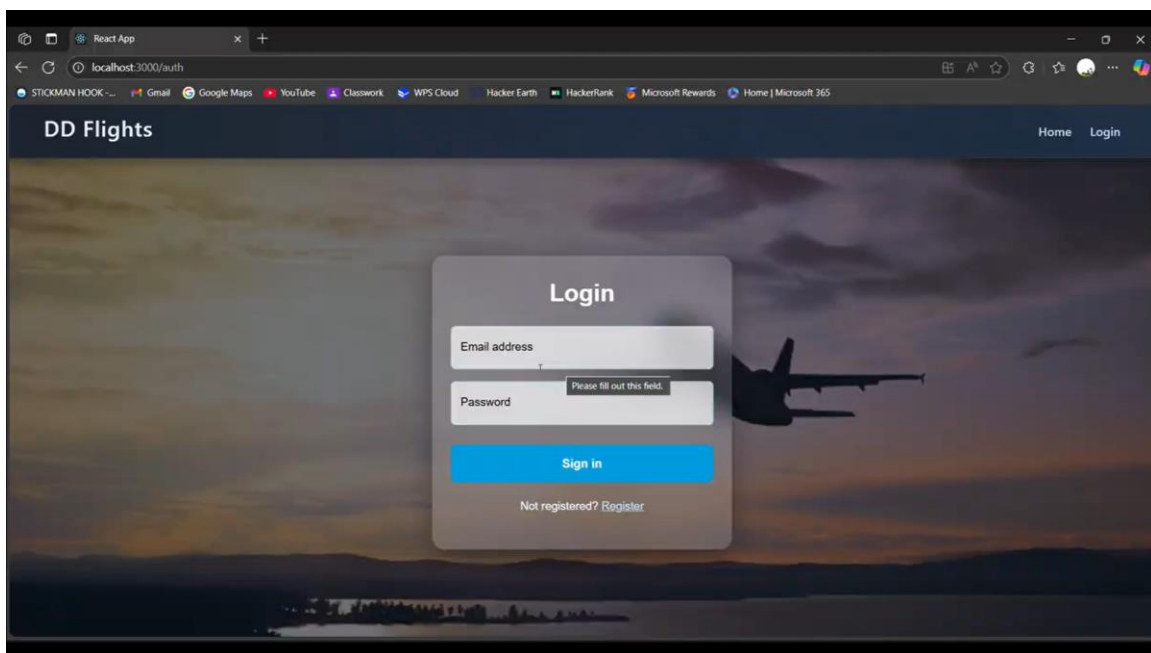 React App
localhost:3000/auth
STICKMAN HOOK -... Gmail Google Maps YouTube Classwork WPS Cloud Hacker Earth HackerRank Microsoft Rewards Home | Microsoft 365
DD Flights Home Login
Login
Email address
Please fill out this field.
Password
Sign in
Not registered? Register